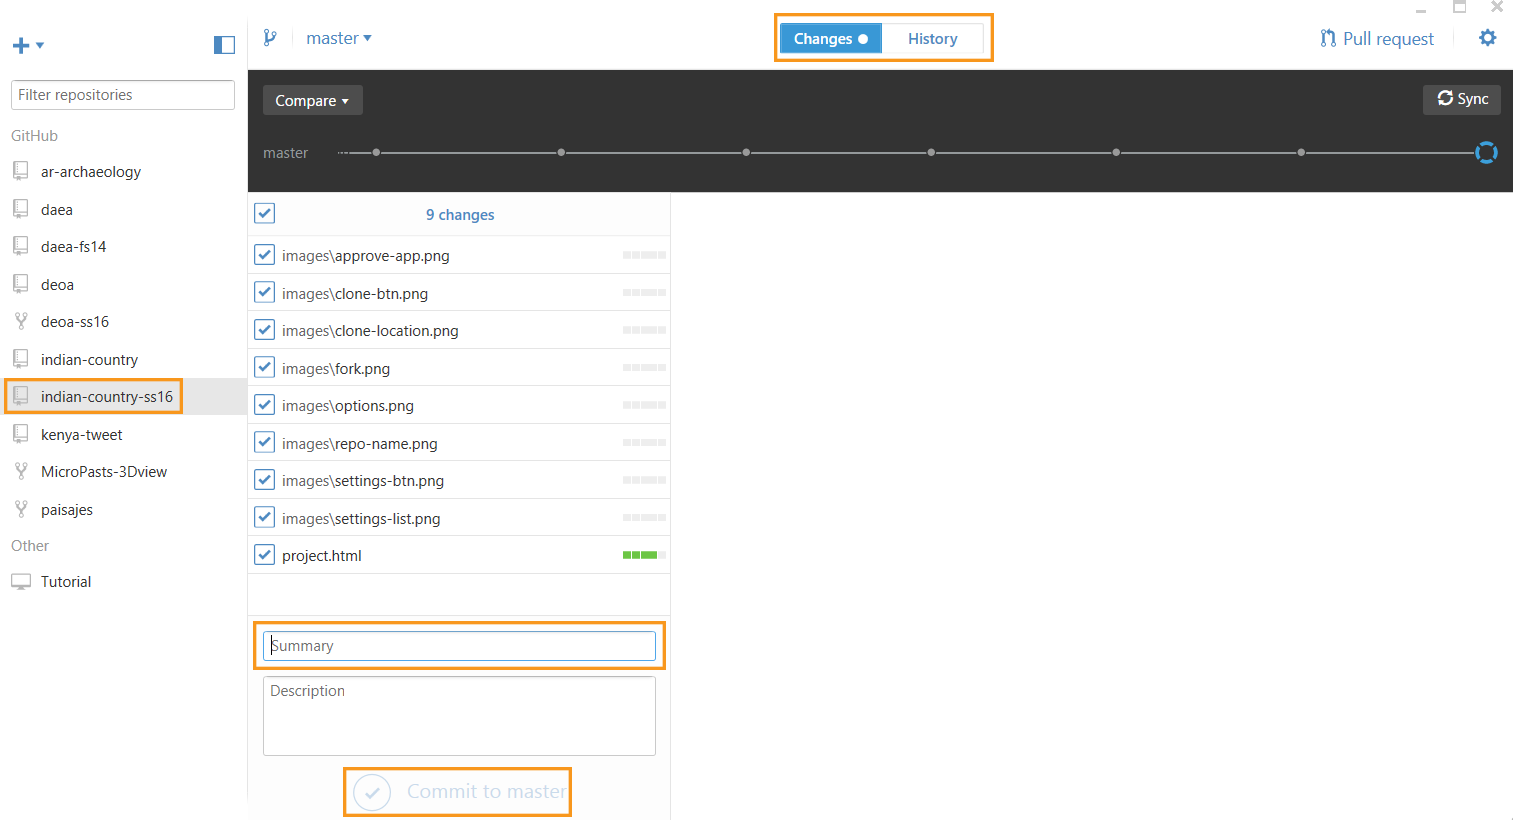 master
Changes
History
Pull request
Filter repositories
GitHub
ar-archaeology
daea
daea-fs14
deoa
deoa-ss16
indian-country
indian-country-ss16
kenya-tweet
MicroPasts-3Dview
paisajes
Other
Tutorial
Compare
Sync
master
9 changes
images\approve-app.png
images\clone-btn.png
images\clone-location.png
images\fork.png
images\options.png
images\repo-name.png
images\settings-btn.png
images\settings-list.png
project.html
Summary
Description
Commit to master